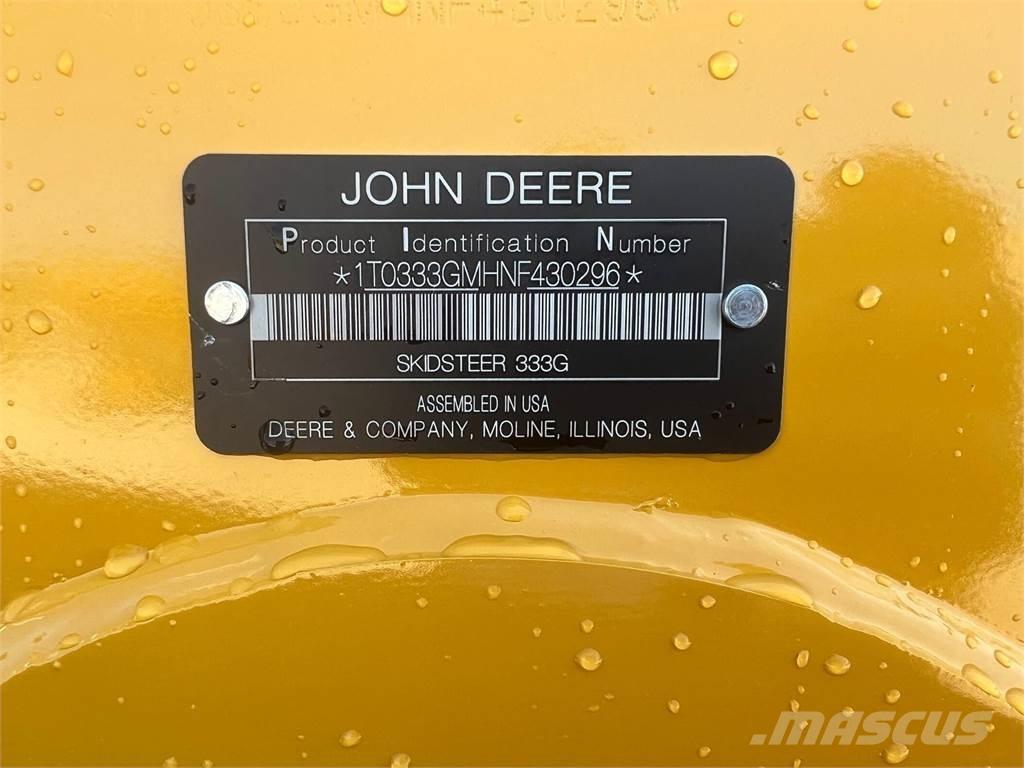 JOHN DEERE
Product Identification Number
*1T0333GMHNF430296*
SKIDSTEER 333G
ASSEMBLED IN USA
DEERE & COMPANY, MOLINE, ILLINOIS, USA
MASCUS